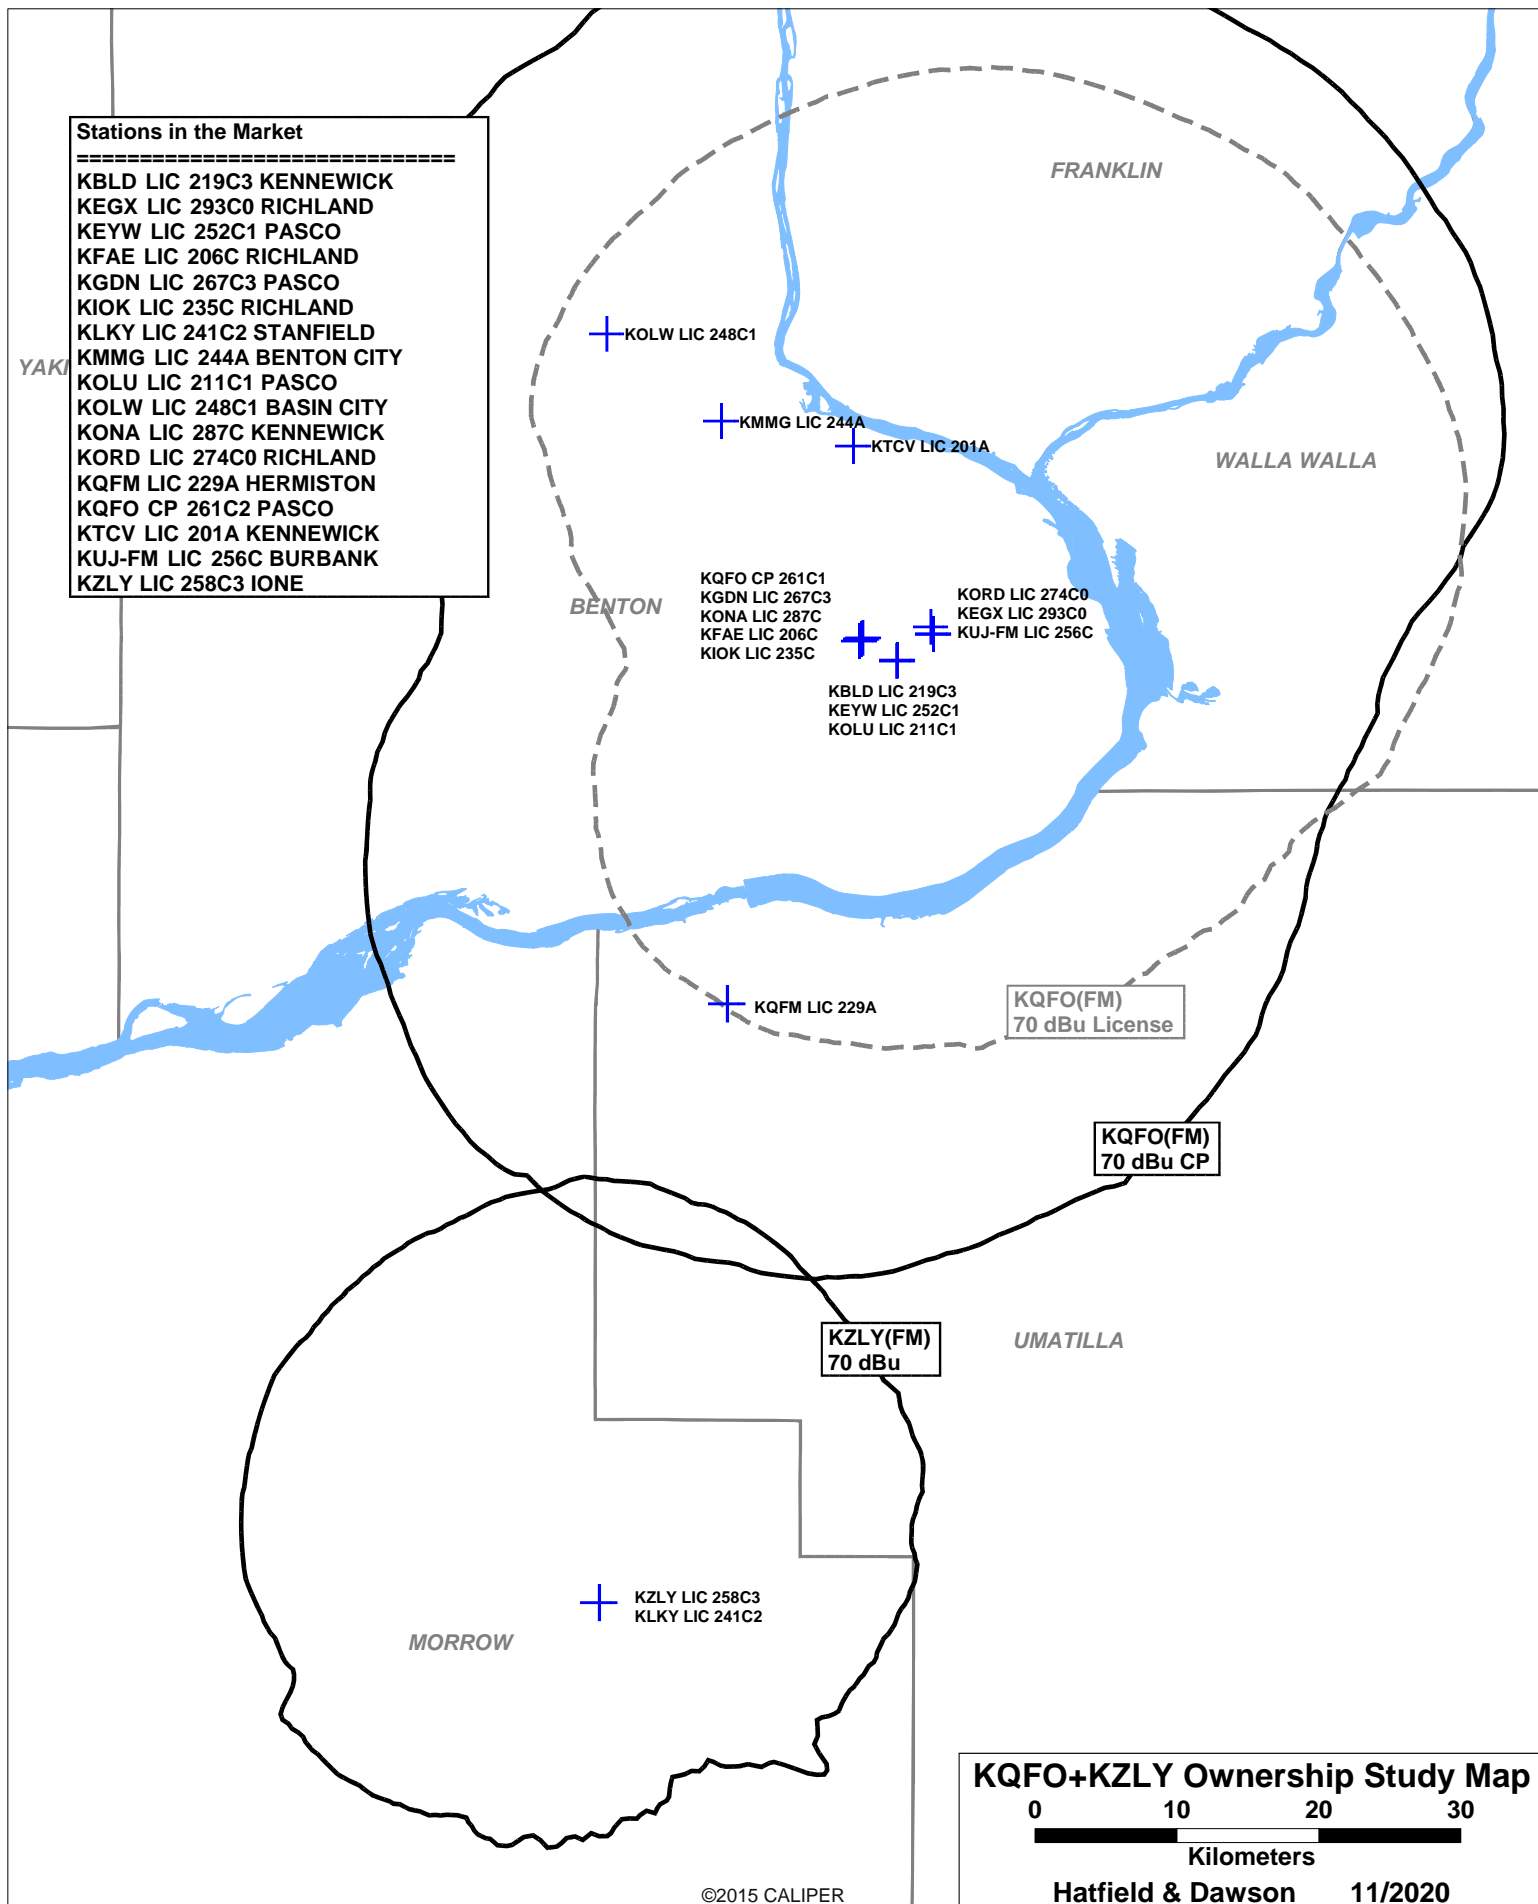 Stations in the Market
==============================
KBLD LIC 219C3 KENNEWICK
KEGX LIC 293C0 RICHLAND
KEYW LIC 252C1 PASCO
KFAE LIC 206C RICHLAND
KGDN LIC 267C3 PASCO
KIOK LIC 235C RICHLAND
KLKY LIC 241C2 STANFIELD
KMMG LIC 244A BENTON CITY
KOLU LIC 211C1 PASCO
KOLW LIC 248C1 BASIN CITY
KONA LIC 287C KENNEWICK
KORD LIC 274C0 RICHLAND
KQFM LIC 229A HERMISTON
KQFO CP 261C2 PASCO
KTCV LIC 201A KENNEWICK
KUJ-FM LIC 256C BURBANK
KZLY LIC 258C3 IONE
FRANKLIN
YAKI
KOLW LIC 248C1
KMMG LIC 244A
KTCV LIC 201A
WALLA WALLA
BENTON
KQFO CP 261C1
KGDN LIC 267C3
KONA LIC 287C
KFAE LIC 206C
KIOK LIC 235C
KORD LIC 274C0
KEGX LIC 293C0
KUJ-FM LIC 256C
KBLD LIC 219C3
KEYW LIC 252C1
KOLU LIC 211C1
KQFM LIC 229A
KQFO(FM)
70 dBu License
KQFO(FM)
70 dBu CP
KZLY(FM)
70 dBu
UMATILLA
KZLY LIC 258C3
KLKY LIC 241C2
MORROW
KQFO+KZLY Ownership Study Map
0 10 20 30
Kilometers
Hatfield & Dawson 11/2020
©2015 CALIPER